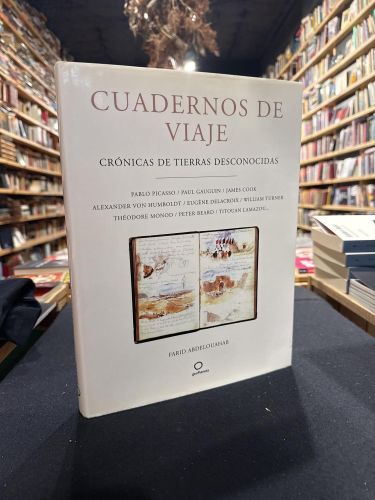 CUADERNOS DE
VIAJE
CRÓNICAS DE TIERRAS DESCONOCIDAS
PABLO PICASSO / PAUL GAUGUIN / JAMES COOK
ALEXANDER VON HUMBOLDT / EUGÈNE DELACROIX / WILLIAM TURNER
THÉODORE MONOD / PETER BEARD / TITOUAN LAMAZOU...
FARID ABDELOUAHAB